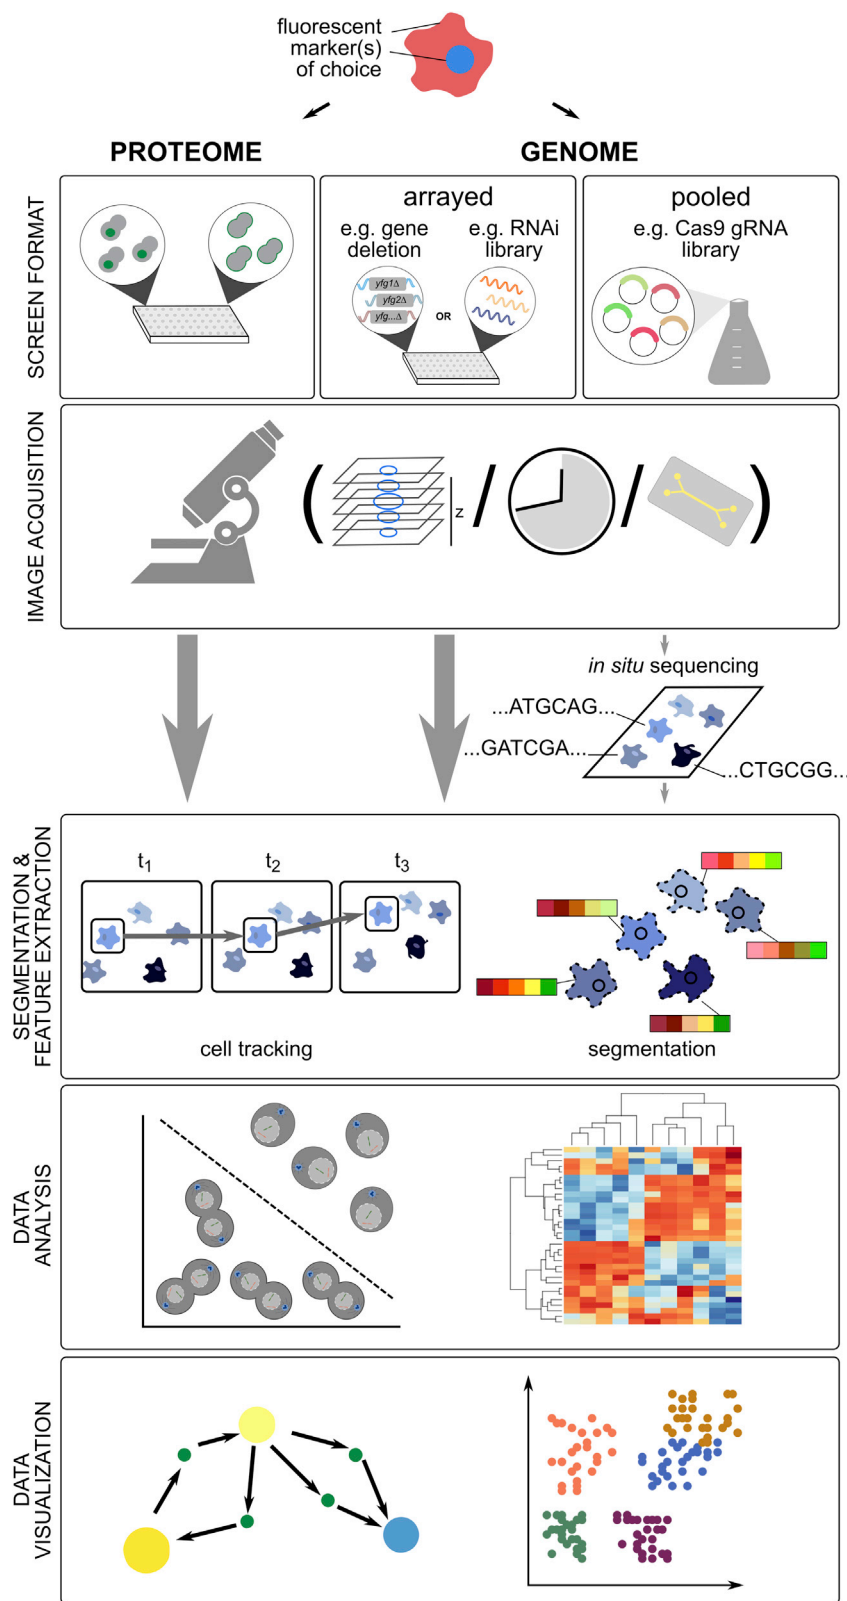 fluorescent
marker(s)
of choice
PROTEOME
GENOME
SCREEN FORMAT
arrayed
e.g. gene
deletion
e.g. RNAi
library
yfg1Δ
yfg2Δ
yfg...Δ
OR
pooled
e.g. Cas9 gRNA
library
IMAGE ACQUISITION
( / / )
z
in situ sequencing
...ATGCAG...
...GATCGA...
...CTGCGG...
SEGMENTATION &
FEATURE EXTRACTION
t1
t2
t3
cell tracking
segmentation
DATA
ANALYSIS
DATA
VISUALIZATION